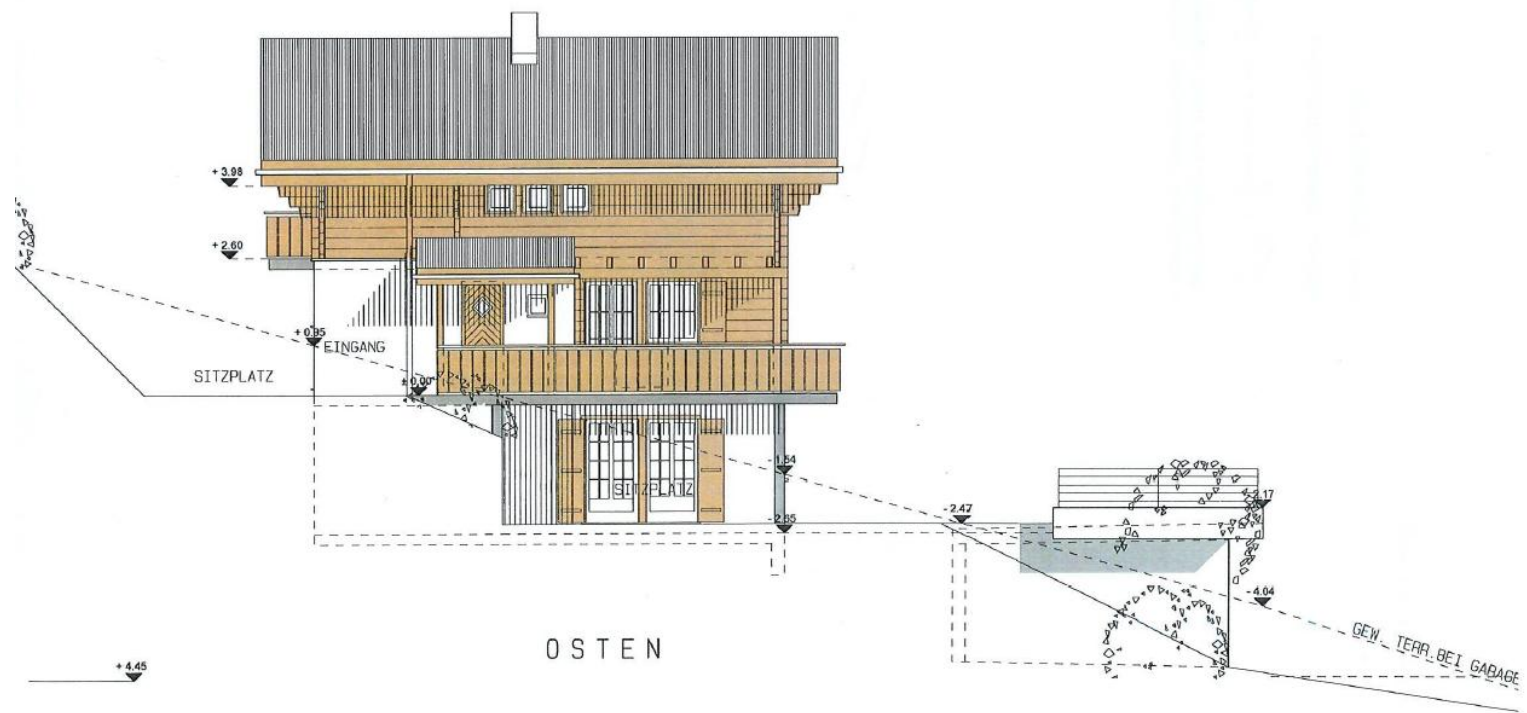 + 3.98
+ 2.60
+ 0.95
EINGANG
SITZPLATZ
± 0.00
- 1.54
SITZPLATZ
- 2.65
- 2.47
2.17
- 4.04
GEW. TERR. BEI GARAGE
OSTEN
+ 4.45